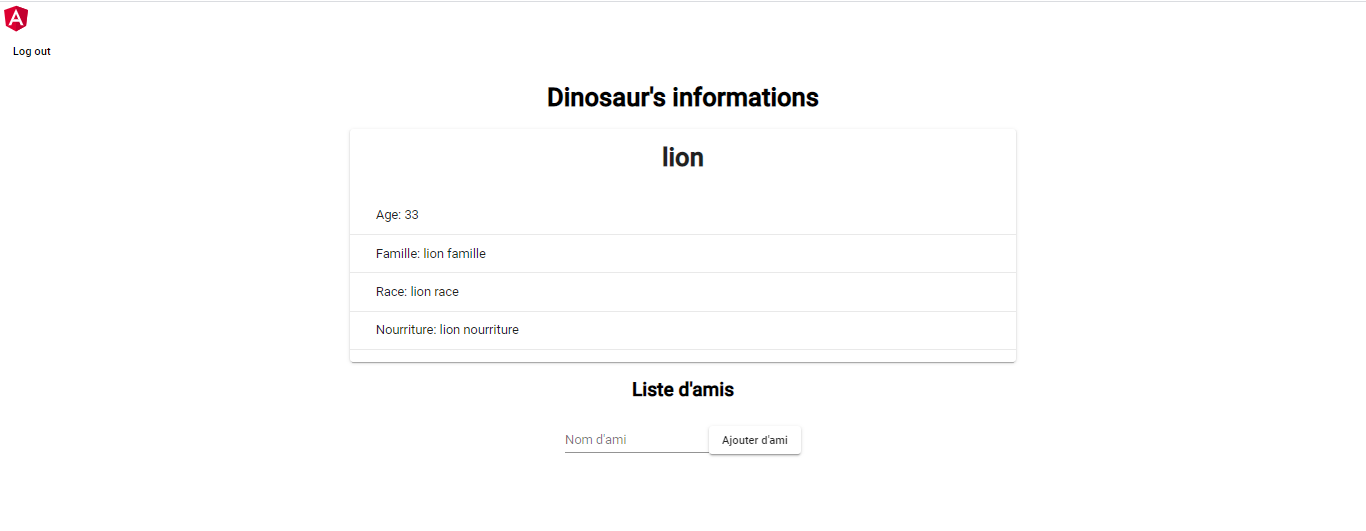 A
Log out
Dinosaur's informations
lion
Age: 33
Famille: lion famille
Race: lion race
Nourriture: lion nourriture
Liste d'amis
Nom d'ami
Ajouter d'ami